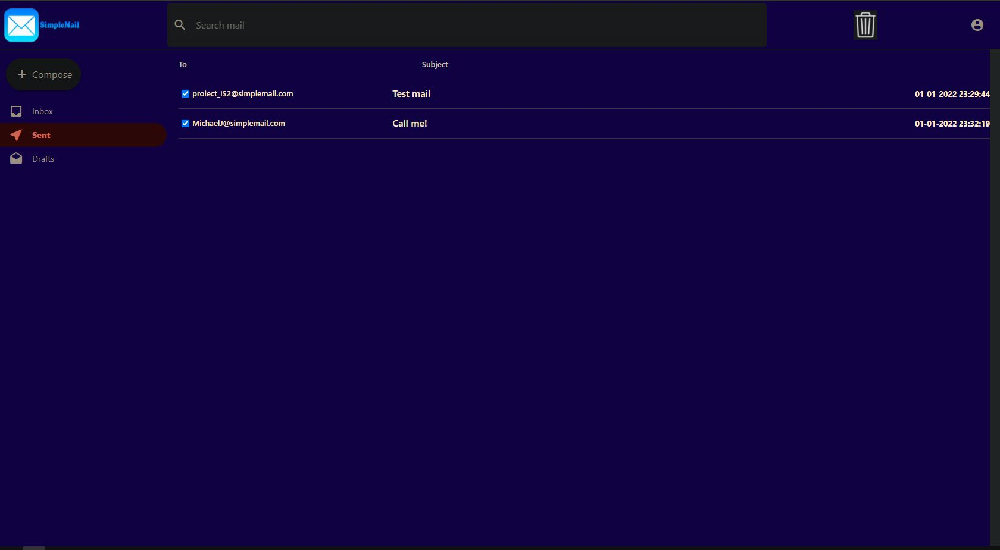 SimpleMail
Search mail
Compose
Inbox
Sent
Drafts
To Subject
proiect_IS2@simplemail.com Test mail 01-01-2022 23:29:44
MichaelJ@simplemail.com Call me! 01-01-2022 23:32:19